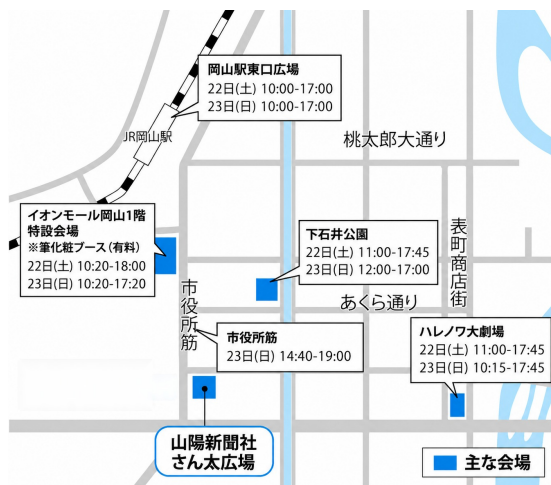 岡山駅東口広場
22日(土) 10:00-17:00
23日(日) 10:00-17:00
JR岡山駅
桃太郎大通り
イオンモール岡山1階
特設会場
※筆化粧ブース(有料)
22日(土) 10:20-18:00
23日(日) 10:20-17:20
下石井公園
22日(土) 11:00-17:45
23日(日) 12:00-17:00
表町商店街
市役所筋
あくら通り
市役所筋
23日(日) 14:40-19:00
ハレノワ大劇場
22日(土) 11:00-17:45
23日(日) 10:15-17:45
山陽新聞社
さん太広場
主な会場